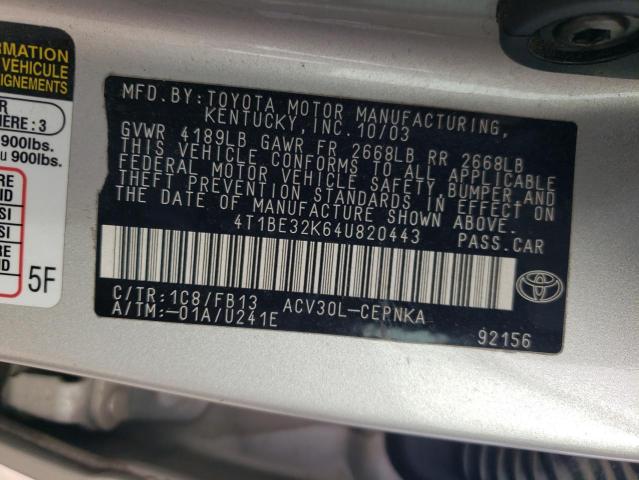 MFD.BY: TOYOTA MOTOR MANUFACTURING,
KENTUCKY, INC. 10/03
GVWR 4189LB GAWR FR 2668LB RR 2668LB
THIS VEHICLE CONFORMS TO ALL APPLICABLE
FEDERAL MOTOR VEHICLE SAFETY, BUMPER, AND
THEFT PREVENTION STANDARDS IN EFFECT ON
THE DATE OF MANUFACTURE SHOWN ABOVE.
4T1BE32K64U820443 PASS.CAR
C/TR: 1C8/FB13 ACV30L-CEPNKA
A/TM:-01A/U241E
92156
INFORMATION
VEHICLE
900lbs.
900lbs.
5F